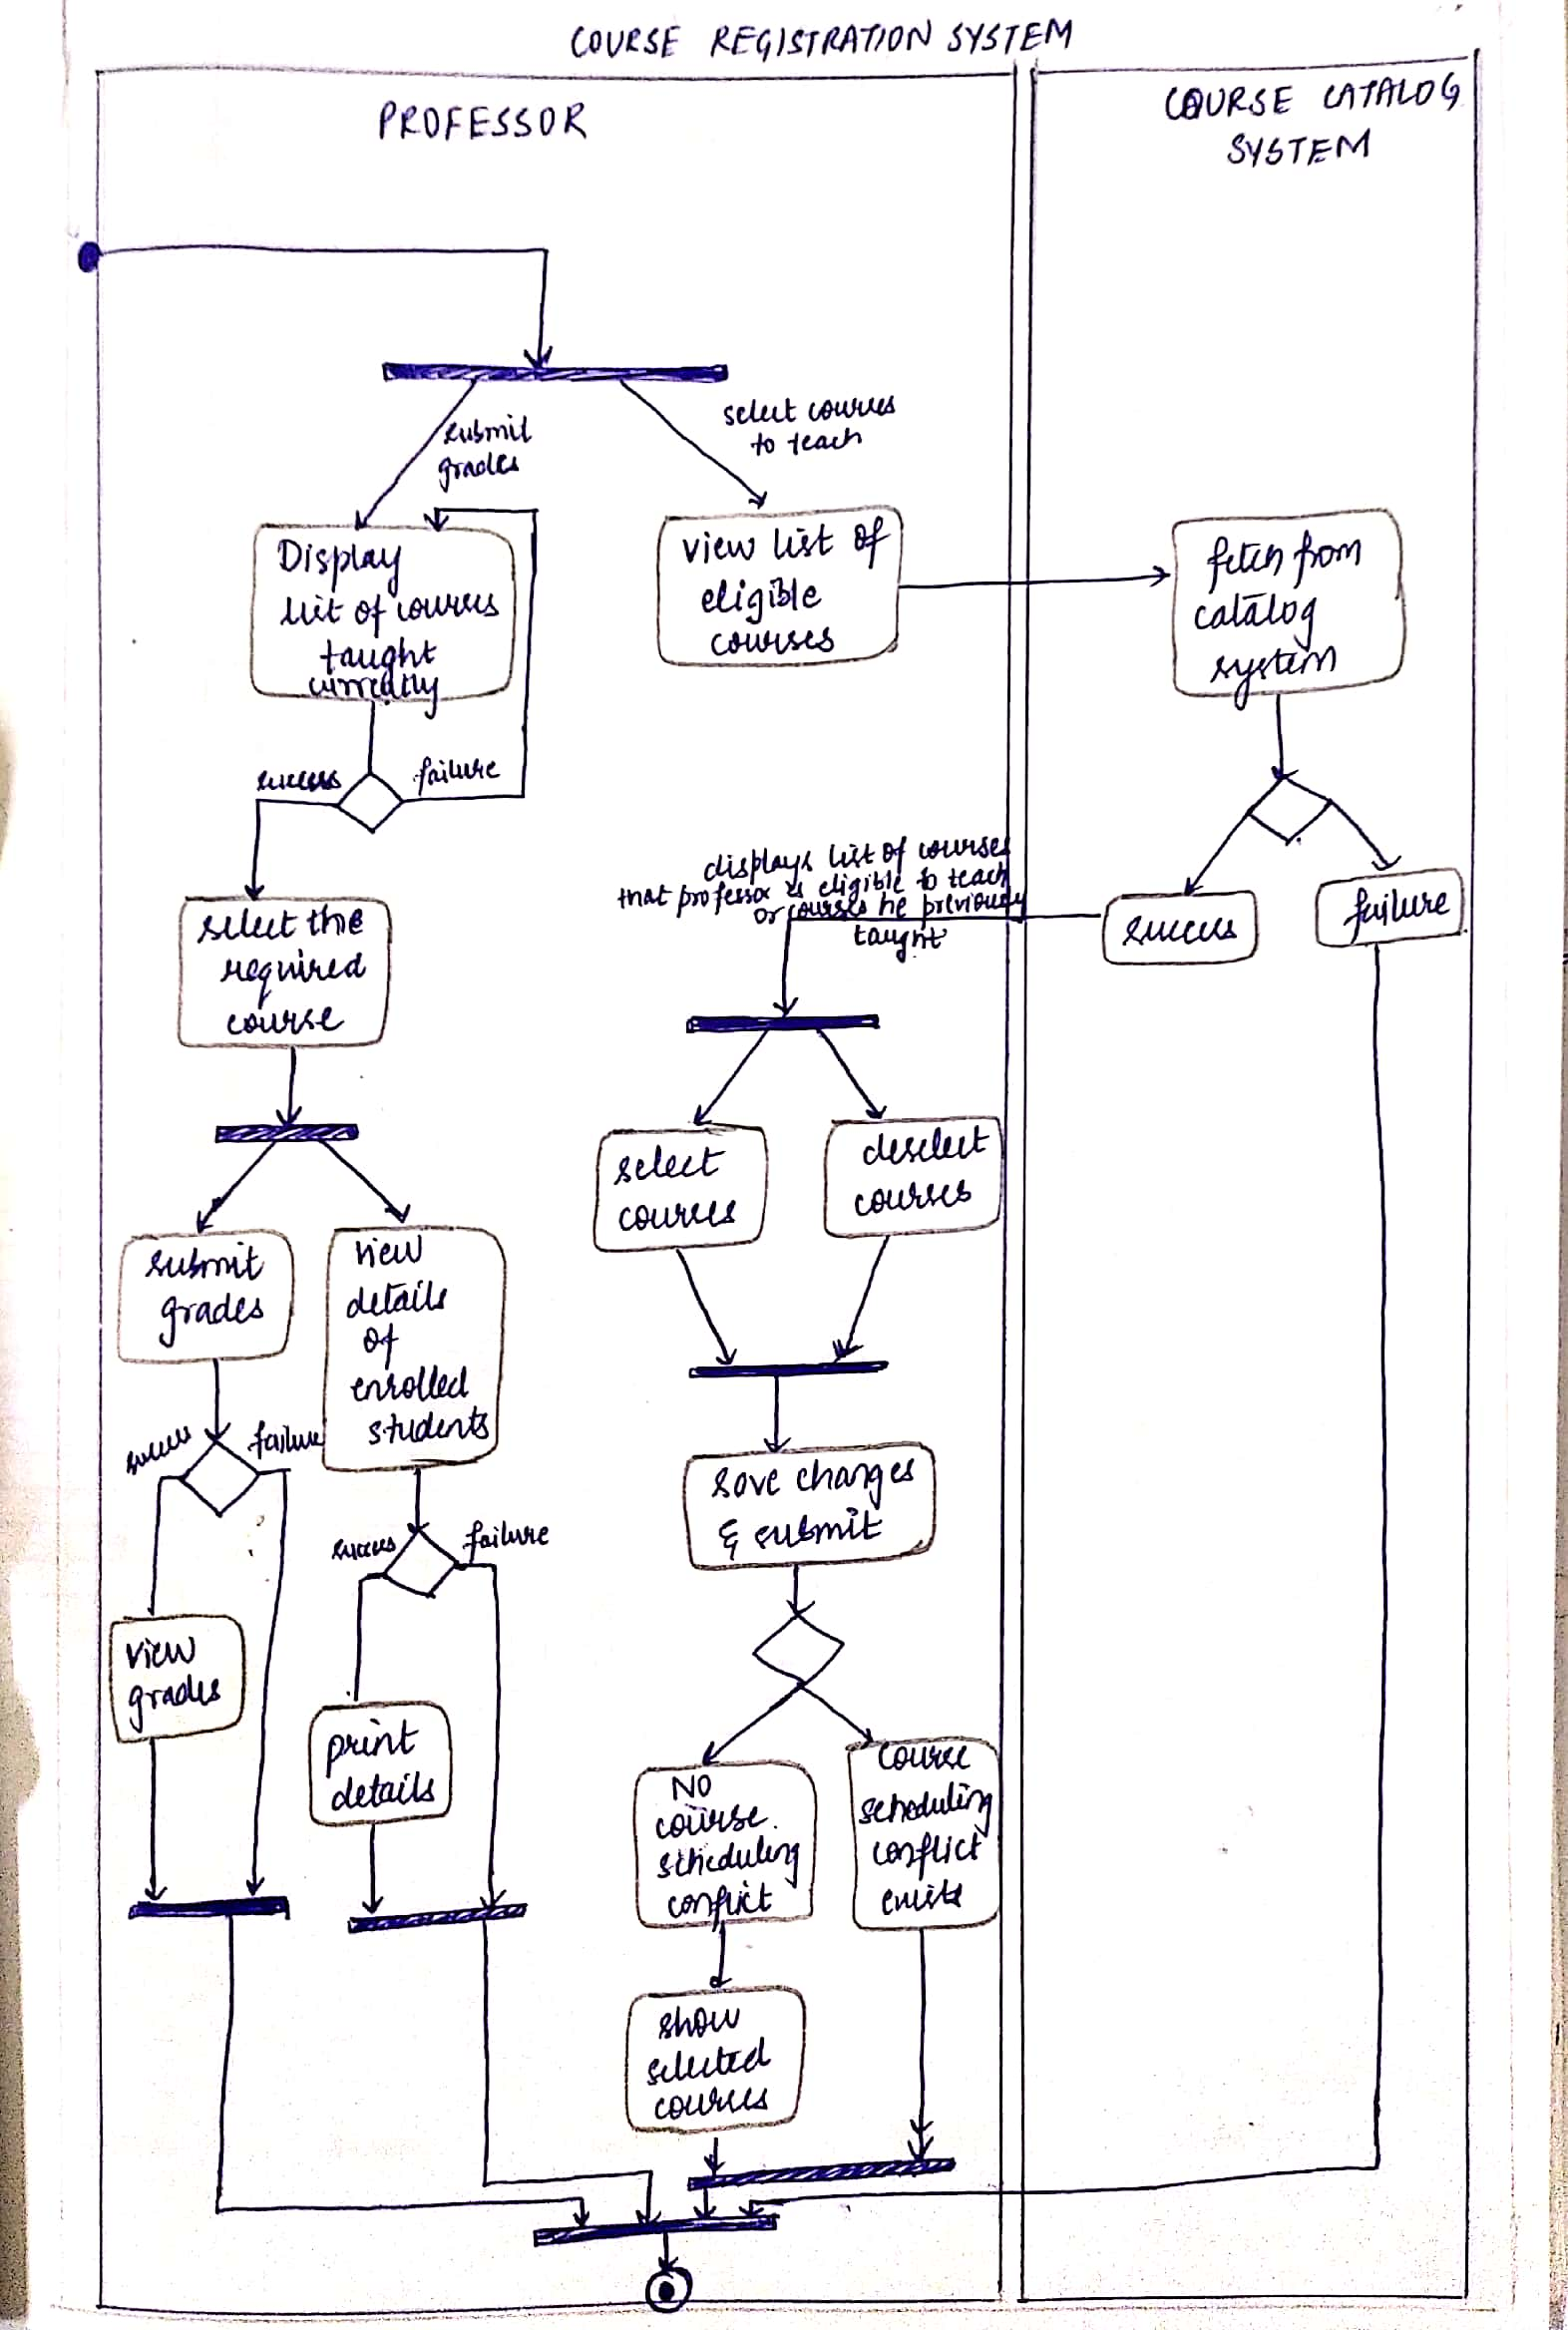 COURSE REGISTRATION SYSTEM
PROFESSOR
COURSE CATALOG
SYSTEM
submit
grades
select courses
to teach
Display
list of courses
taught
currently
view list of
eligible
courses
fetch from
catalog
system
success
failure
displays list of courses
that professor is eligible to teach
or courses he previously
taught
success
failure
select the
required
course
select
courses
deselect
courses
submit
grades
view
details
of
enrolled
students
success
failure
save changes
& submit
success
failure
view
grades
print
details
NO
course
scheduling
conflict
course
scheduling
conflict
exists
show
selected
courses